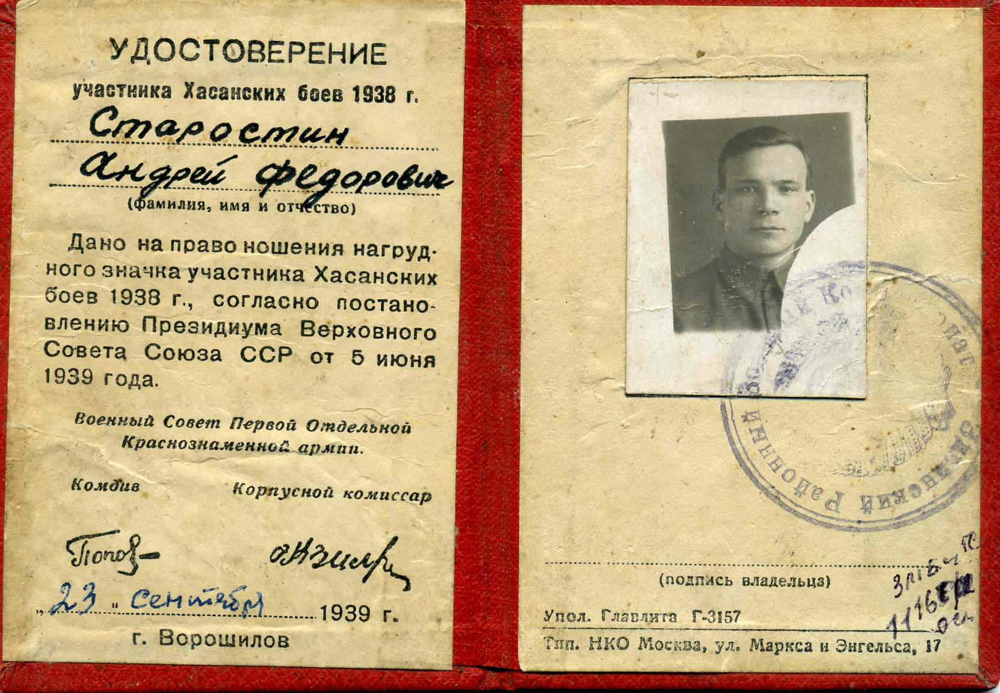 УДОСТОВЕРЕНИЕ
участника Хасанских боев 1938 г.
Старостин
Андрей Федорович
(фамилия, имя и отчество)
Дано на право ношения нагруд-
ного значка участника Хасанских
боев 1938 г., согласно постано-
влению Президиума Верховного
Совета Союза ССР от 5 июня
1939 года.
Военный Совет Первой Отдельной
Краснознаменной армии.
Комдив Корпусной комиссар
Попов
„23" сентября 1939 г.
г. Ворошилов
Районный
(подпись владельца)
Упол. Главлита Г-3157
Тип. НКО Москва, ул. Маркса и Энгельса, 17